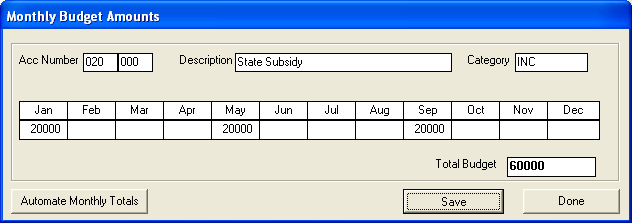 Monthly Budget Amounts
Acc Number 020 000 Description State Subsidy Category INC
Jan Feb Mar Apr May Jun Jul Aug Sep Oct Nov Dec
20000 20000 20000
Total Budget 60000
Automate Monthly Totals Save Done